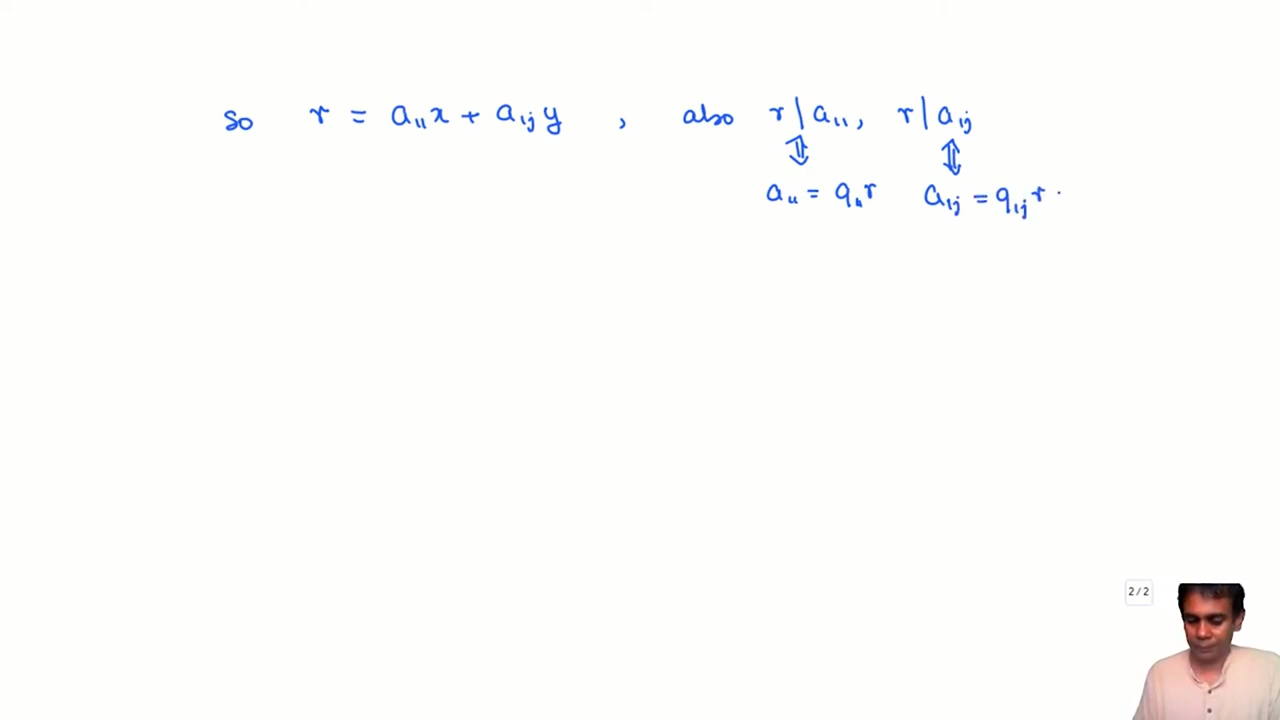 so r = a₁₁x + a₁ⱼy , also r | a₁₁, r | a₁ⱼ
⇕ ⇕
a₁₁ = q₁₁r a₁ⱼ = q₁ⱼr .
2/2